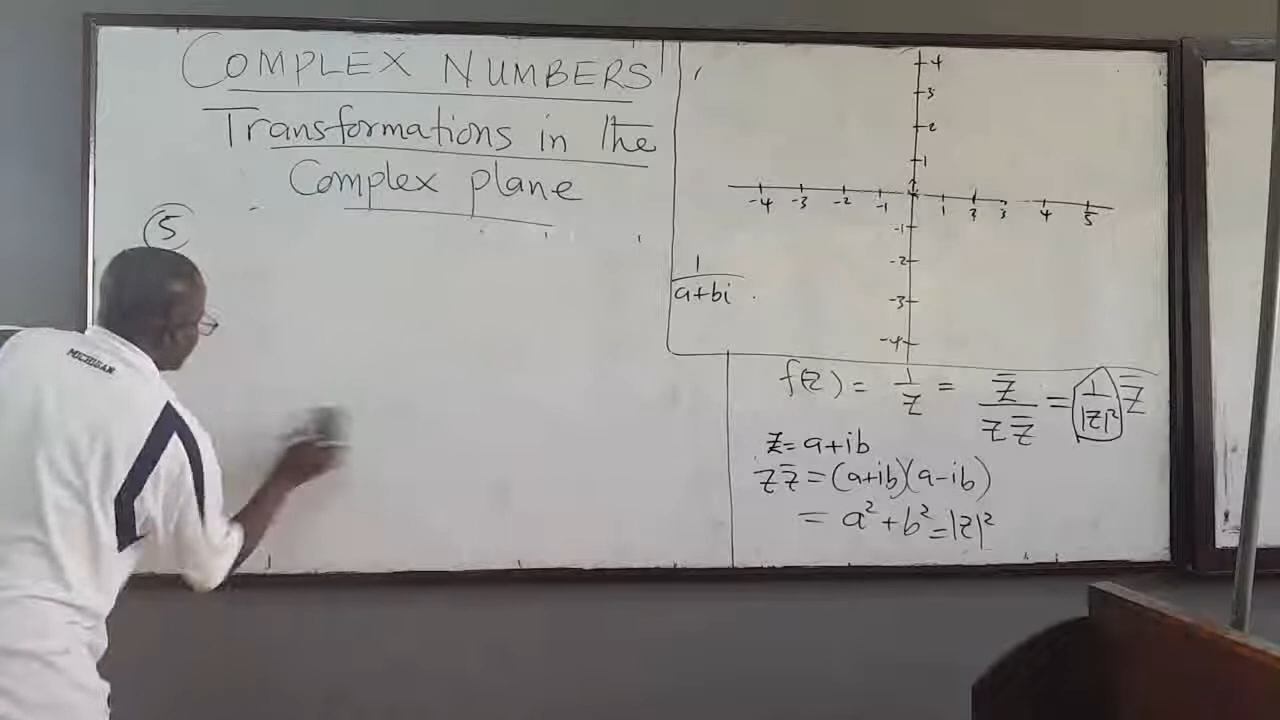 COMPLEX NUMBERS
Transformations in the
Complex plane
5
MICHIGAN
4
3
2
1
-4 -3 -2 -1 1 2 3 4 5
-1
-2
-3
-4
1/(a+bi)
f(z) = 1/z = z̄/(z z̄) = (1/|z|²) z̄
z = a+ib
z z̄ = (a+ib)(a-ib)
= a² + b² = |z|²